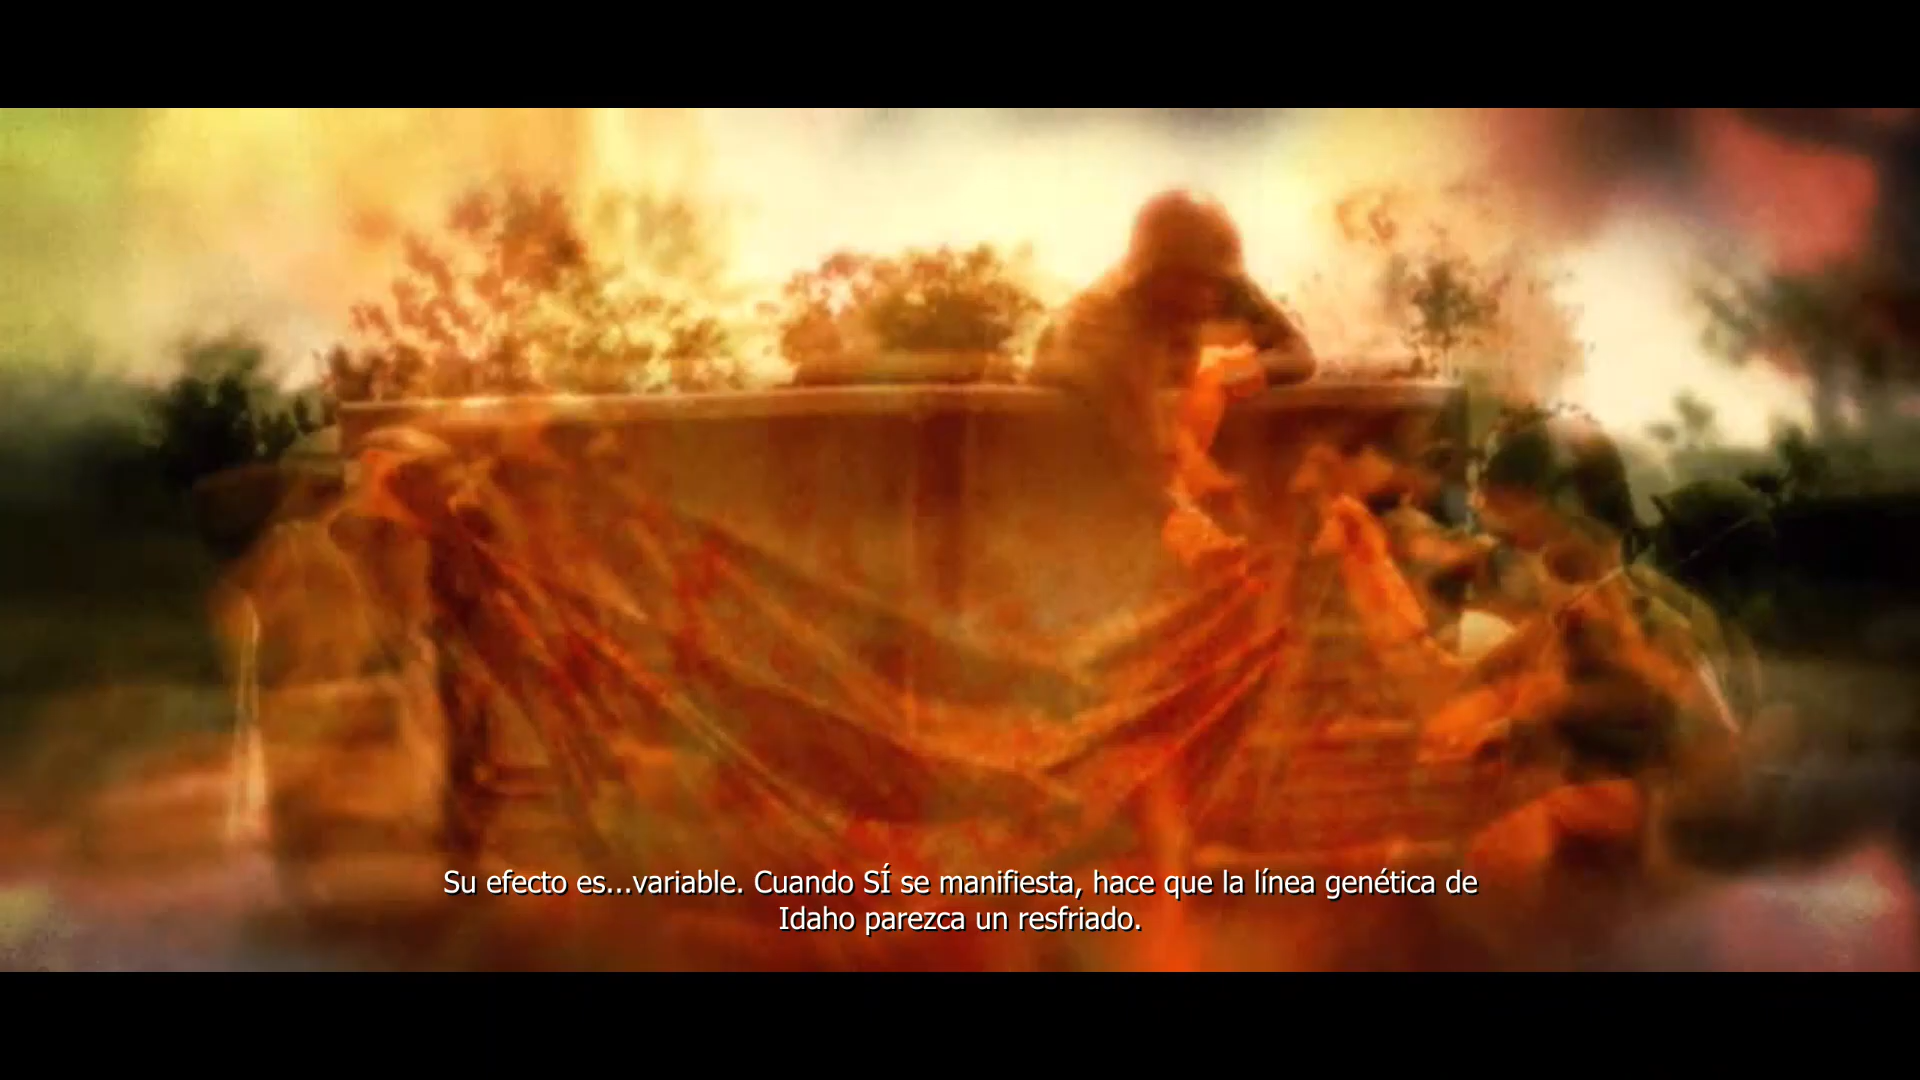 Su efecto es...variable. Cuando SÍ se manifiesta, hace que la línea genética de
Idaho parezca un resfriado.